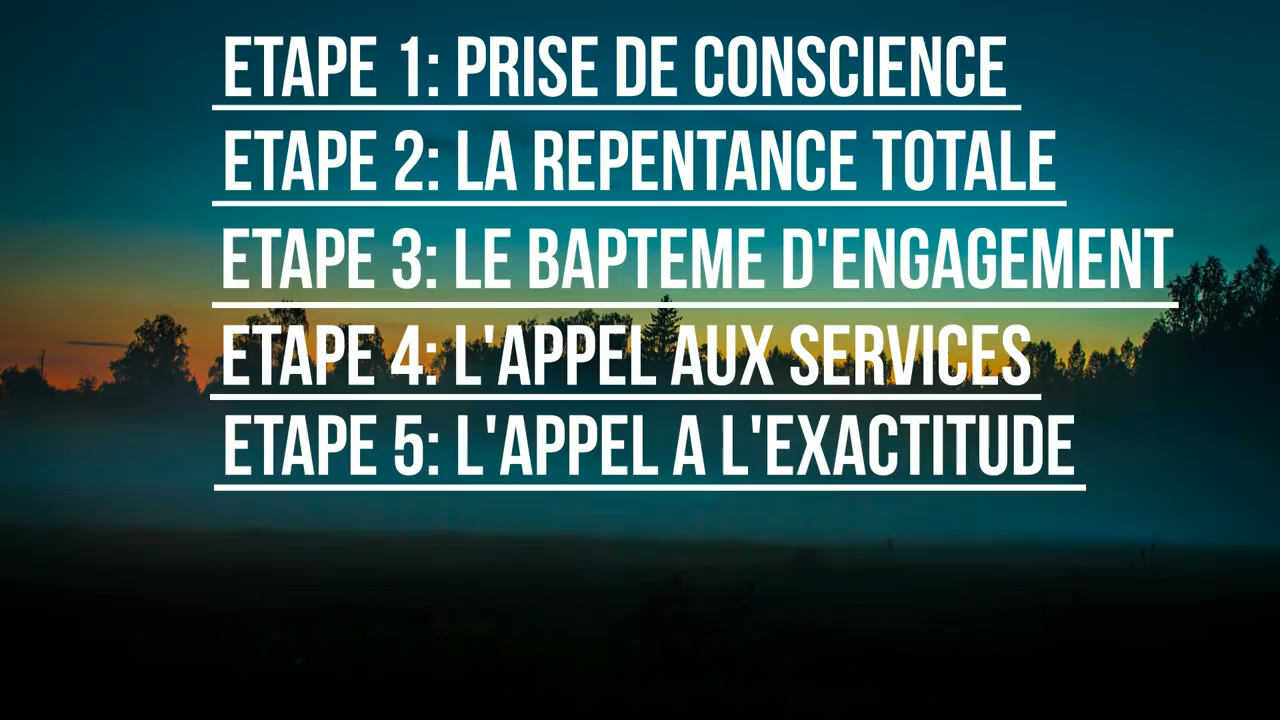 ETAPE 1: PRISE DE CONSCIENCE
ETAPE 2: LA REPENTANCE TOTALE
ETAPE 3: LE BAPTEME D'ENGAGEMENT
ETAPE 4: L'APPEL AUX SERVICES
ETAPE 5: L'APPEL A L'EXACTITUDE